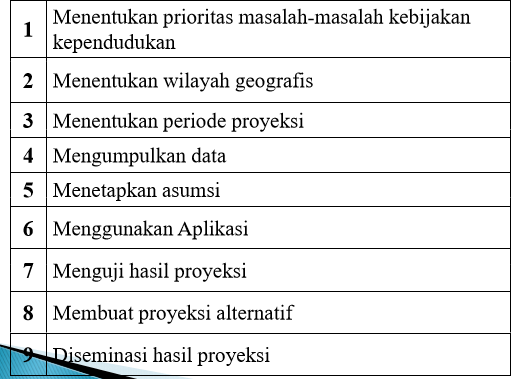 1 Menentukan prioritas masalah-masalah kebijakan
kependudukan
2 Menentukan wilayah geografis
3 Menentukan periode proyeksi
4 Mengumpulkan data
5 Menetapkan asumsi
6 Menggunakan Aplikasi
7 Menguji hasil proyeksi
8 Membuat proyeksi alternatif
9 Diseminasi hasil proyeksi